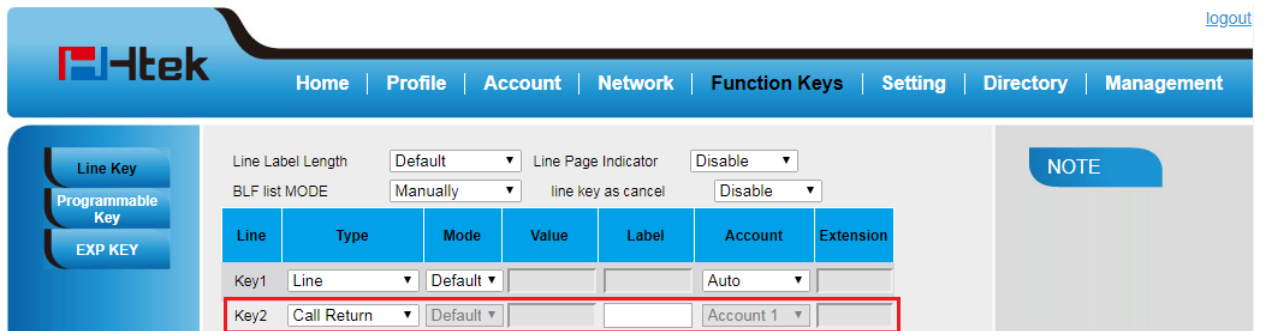 logout
Htek
Home | Profile | Account | Network | Function Keys | Setting | Directory | Management
Line Key
Programmable
Key
EXP KEY
Line Label Length Default Line Page Indicator Disable
BLF list MODE Manually line key as cancel Disable
Line Type Mode Value Label Account Extension
Key1 Line Default Auto
Key2 Call Return Default Account 1
NOTE